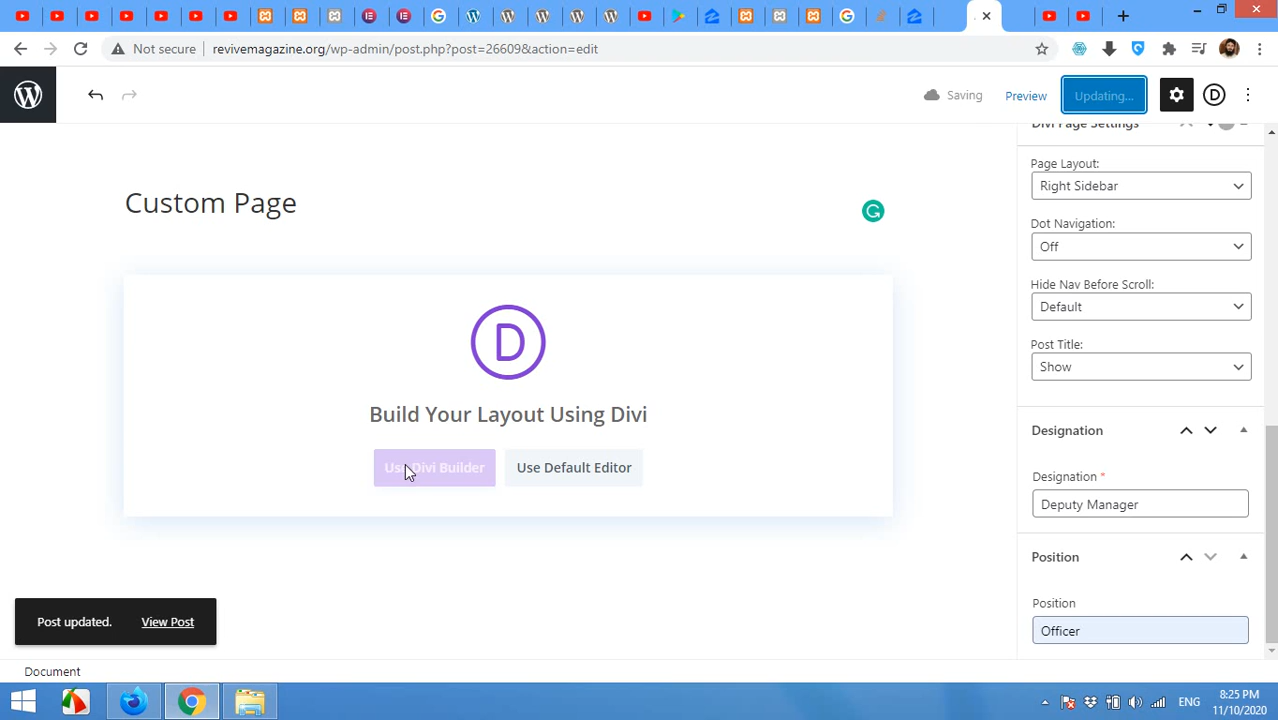 Not secure
revivemagazine.org/wp-admin/post.php?post=26609&action=edit
Saving
Preview
Updating...
Divi Page Settings
Page Layout:
Right Sidebar
Dot Navigation:
Off
Hide Nav Before Scroll:
Default
Post Title:
Show
Custom Page
Build Your Layout Using Divi
Use Divi Builder
Use Default Editor
Designation
Designation *
Deputy Manager
Position
Position
Officer
Post updated.
View Post
Document
ENG
8:25 PM
11/10/2020